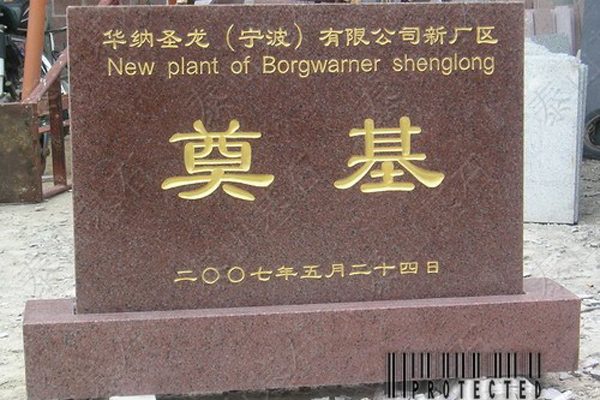 华纳圣龙（宁波）有限公司新厂区
New plant of Borgwarner shenglong
奠基
二〇〇七年五月二十四日
PROTECTED